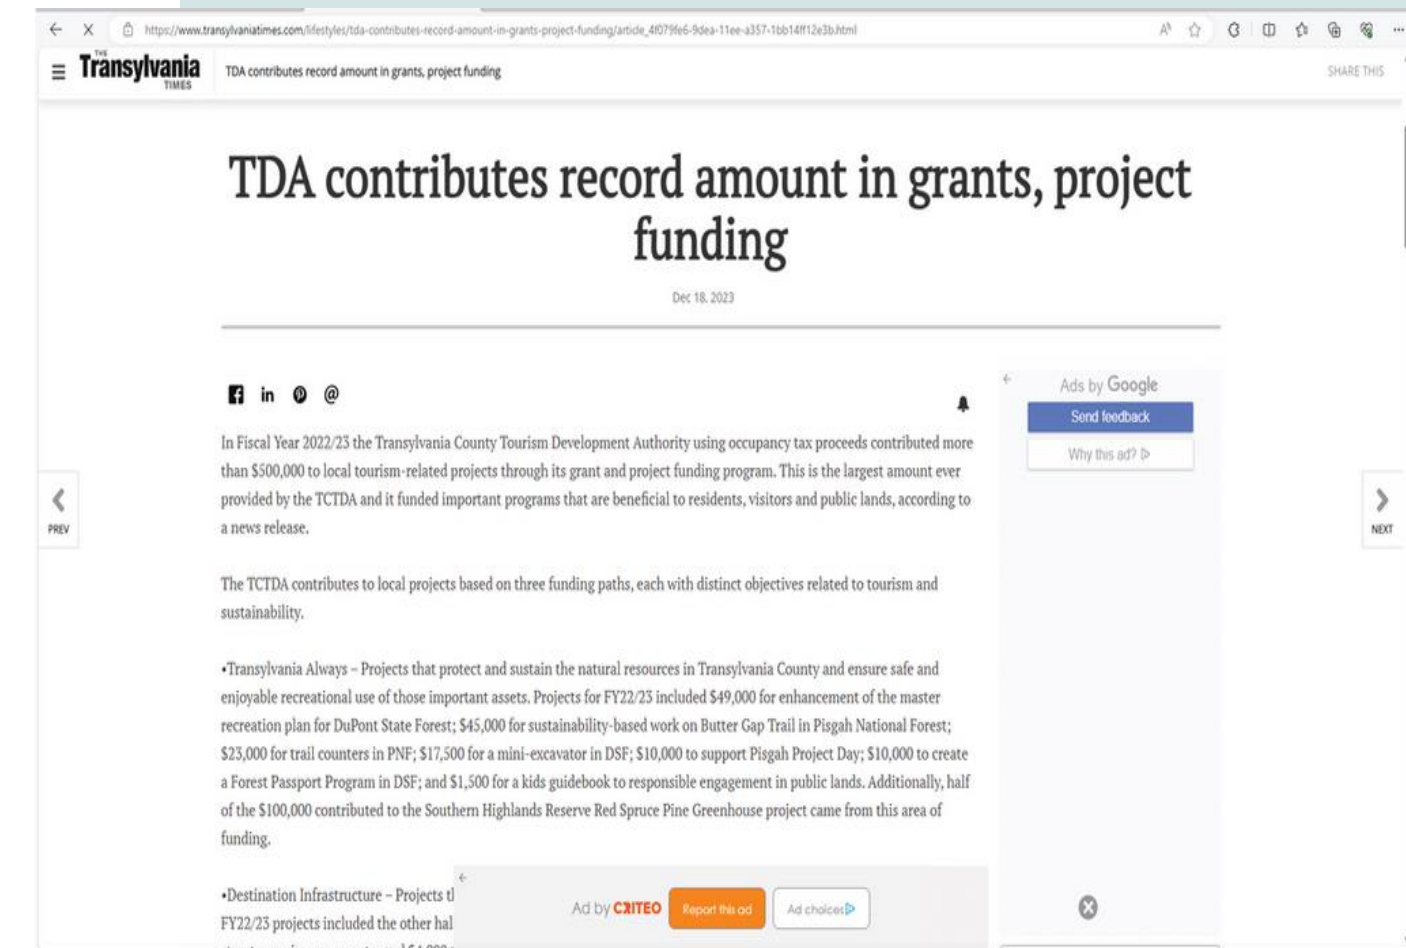 https://www.transylvaniatimes.com/lifestyles/tda-contributes-record-amount-in-grants-project-funding/article_4f079fe6-9dea-11ee-a357-1bb14ff12e3b.html
THE
Transylvania
TIMES
TDA contributes record amount in grants, project funding
SHARE THIS
TDA contributes record amount in grants, project
funding
Dec 18, 2023
In Fiscal Year 2022/23 the Transylvania County Tourism Development Authority using occupancy tax proceeds contributed more
than $500,000 to local tourism-related projects through its grant and project funding program. This is the largest amount ever
provided by the TCTDA and it funded important programs that are beneficial to residents, visitors and public lands, according to
a news release.
The TCTDA contributes to local projects based on three funding paths, each with distinct objectives related to tourism and
sustainability.
•Transylvania Always – Projects that protect and sustain the natural resources in Transylvania County and ensure safe and
enjoyable recreational use of those important assets. Projects for FY22/23 included $49,000 for enhancement of the master
recreation plan for DuPont State Forest; $45,000 for sustainability-based work on Butter Gap Trail in Pisgah National Forest;
$23,000 for trail counters in PNF; $17,500 for a mini-excavator in DSF; $10,000 to support Pisgah Project Day; $10,000 to create
a Forest Passport Program in DSF; and $1,500 for a kids guidebook to responsible engagement in public lands. Additionally, half
of the $100,000 contributed to the Southern Highlands Reserve Red Spruce Pine Greenhouse project came from this area of
funding.
•Destination Infrastructure – Projects
FY22/23 projects included the other
Ads by Google
Send feedback
Why this ad?
PREV
NEXT
Ad by CRITEO
Report this ad
Ad choices